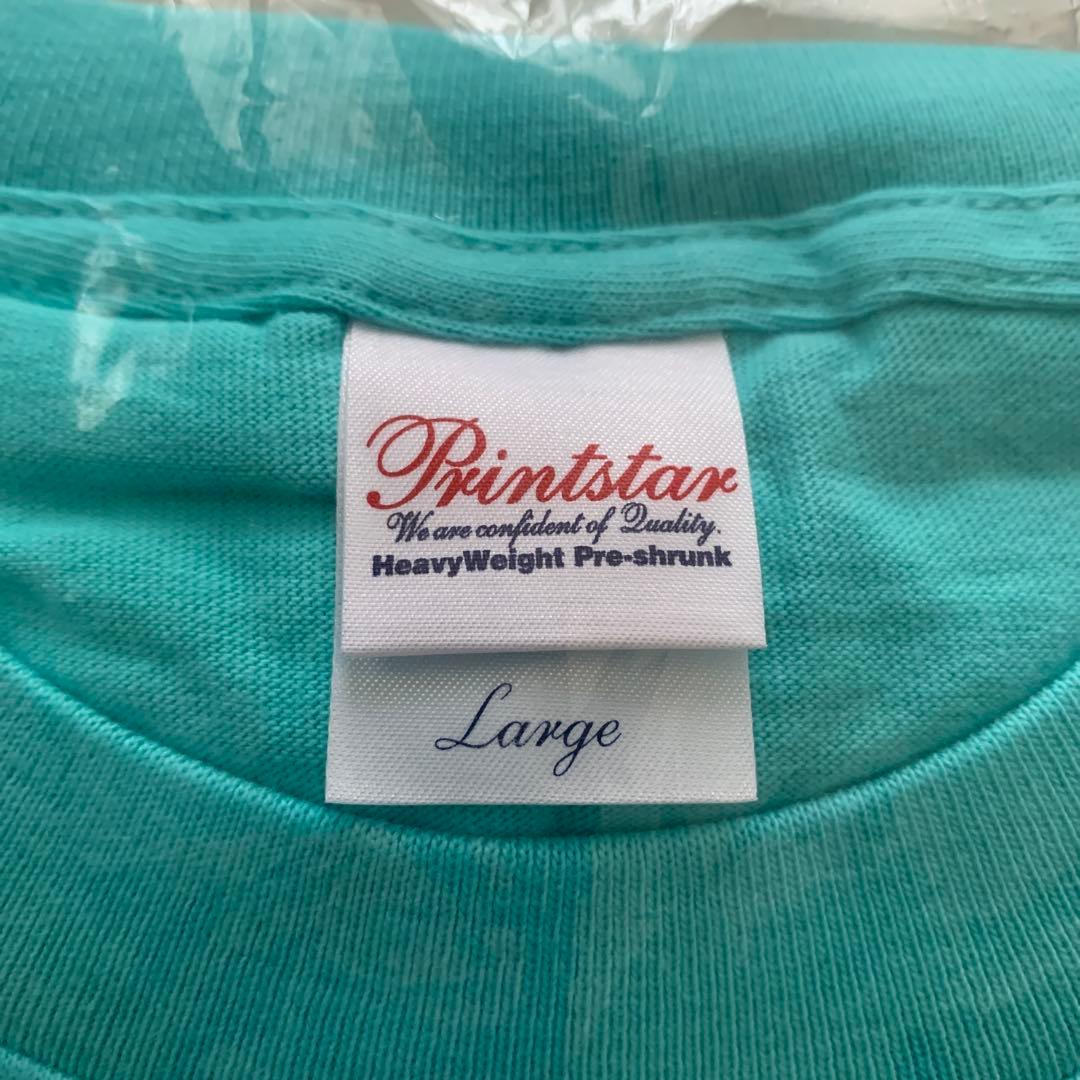 Printstar
We are confident of Quality.
HeavyWeight Pre-shrunk
Large